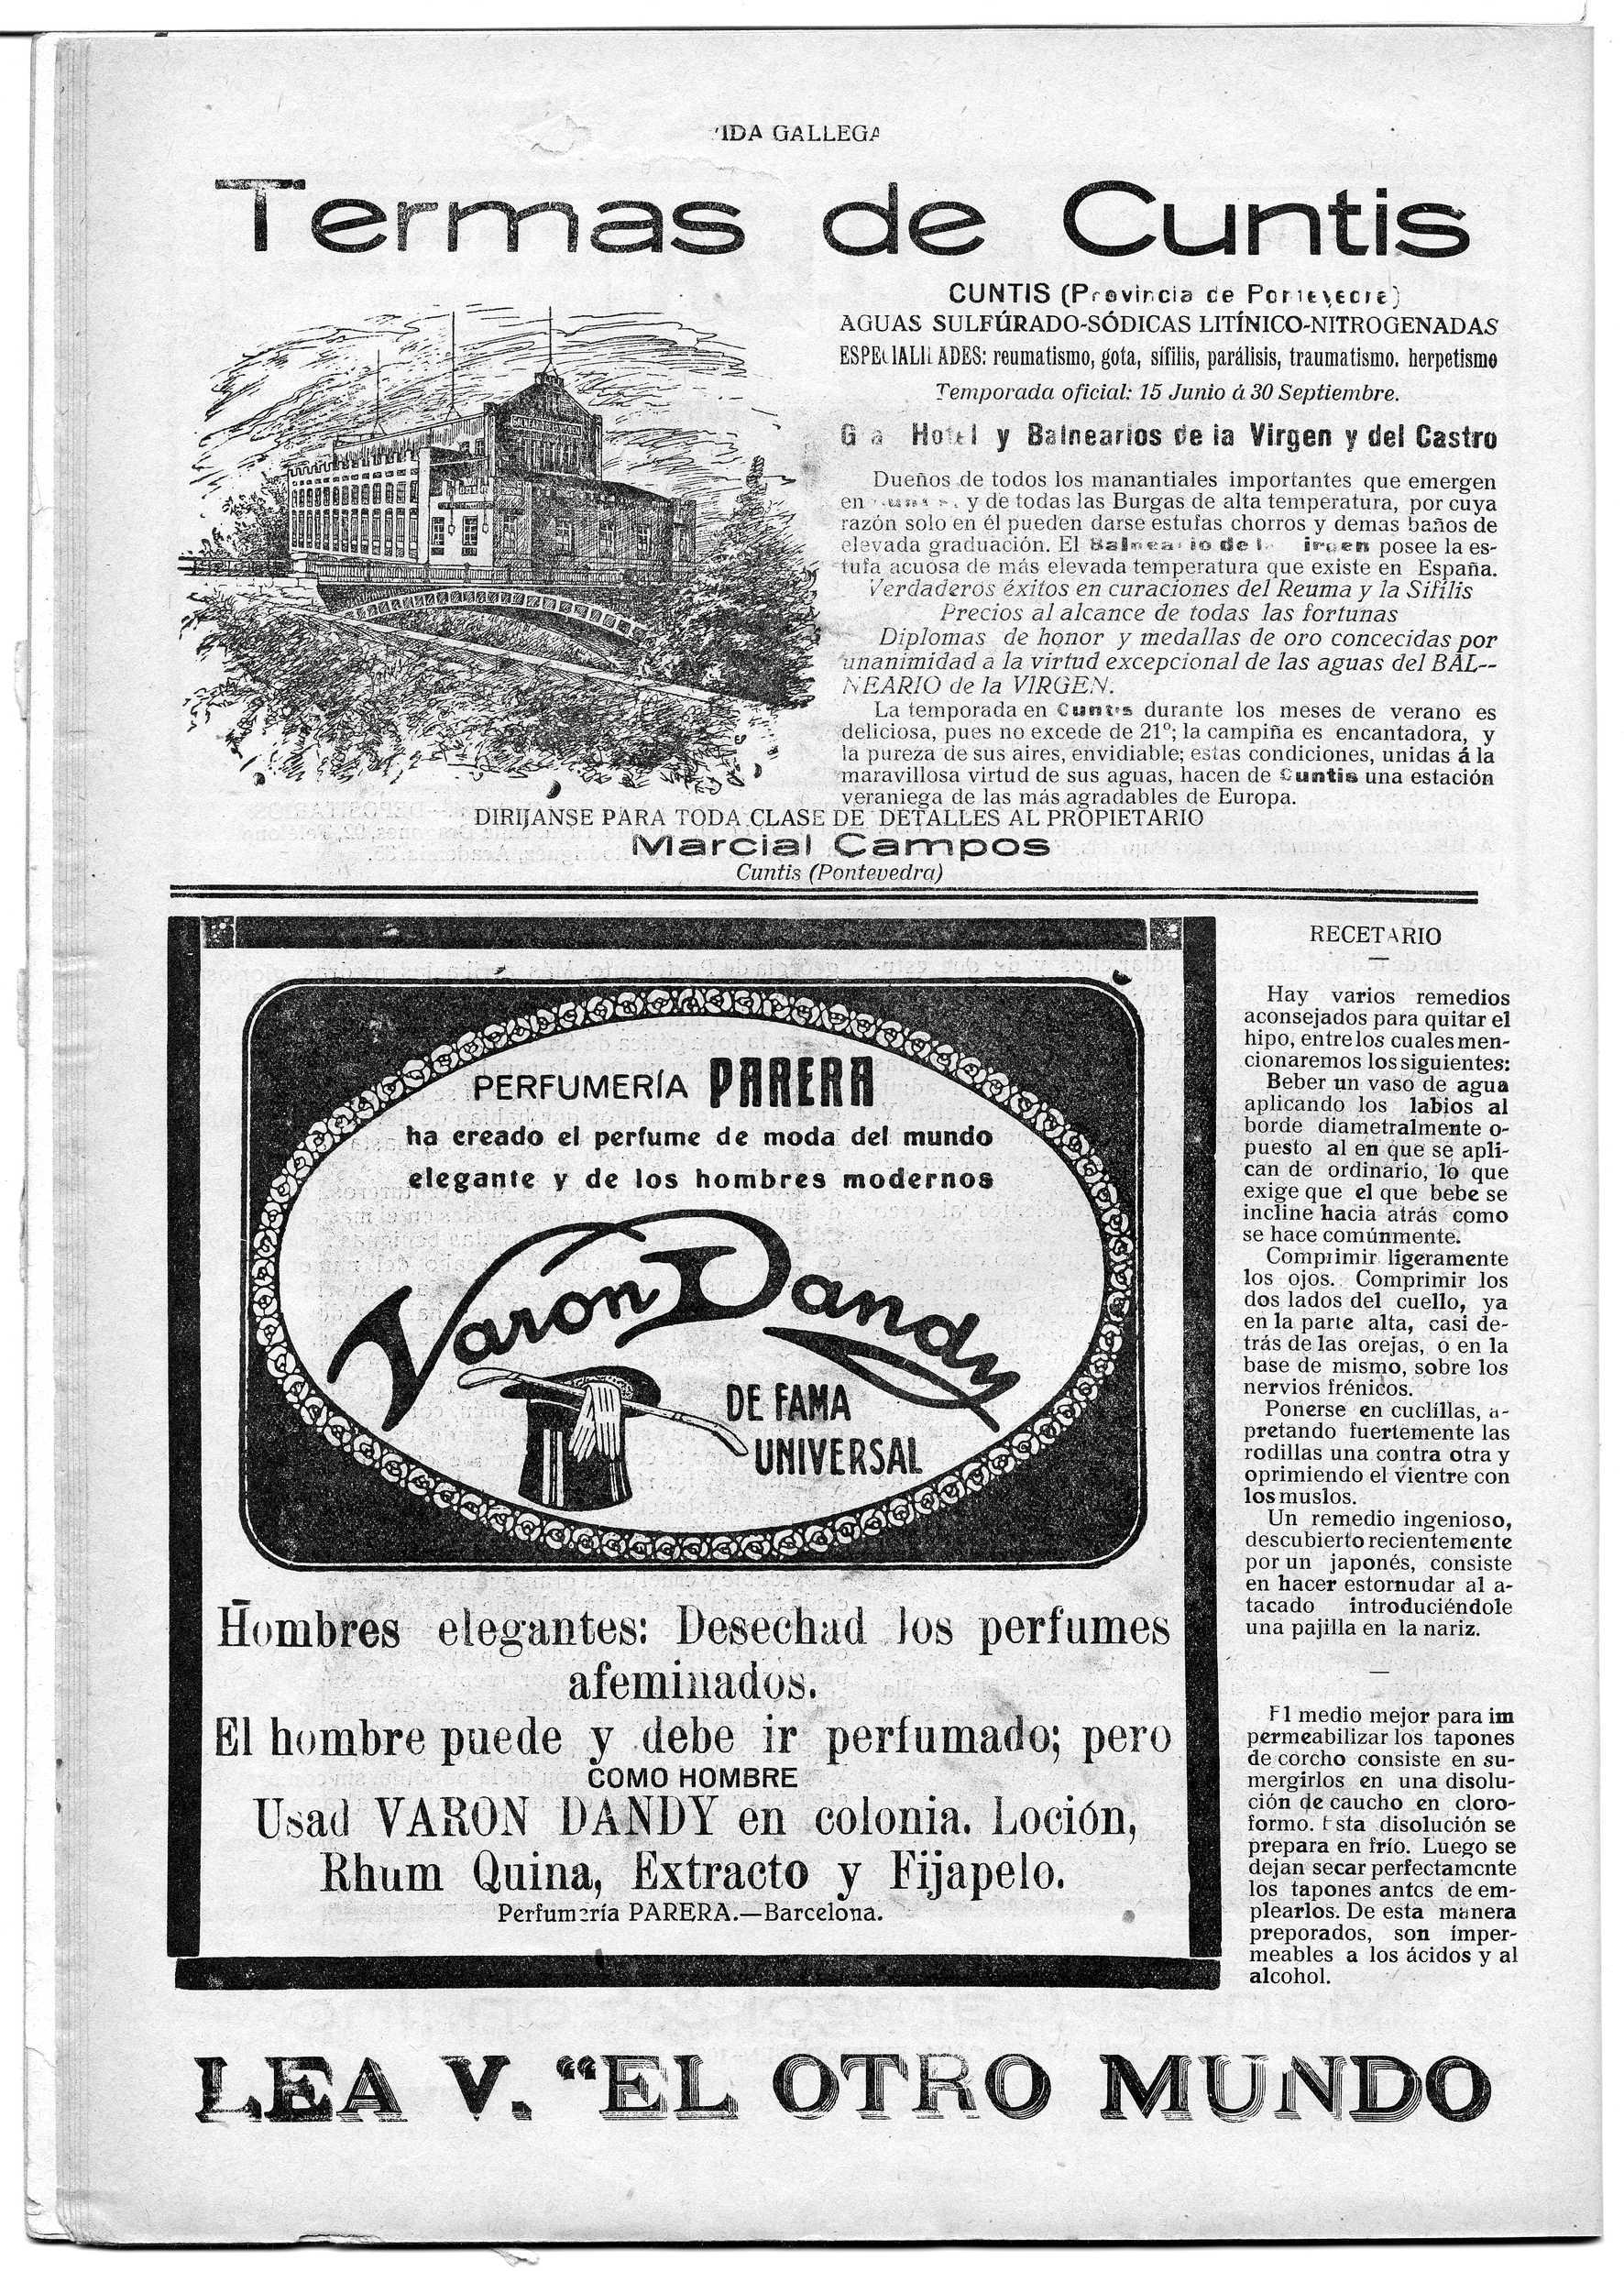 VIDA GALLEGA
Termas de Cuntis
CUNTIS (Provincia de Pontevedra)
AGUAS SULFÚRADO-SÓDICAS LITÍNICO-NITROGENADAS
ESPECIALIDADES: reumatismo, gota, sífilis, parálisis, traumatismo, herpetismo
Temporada oficial: 15 Junio á 30 Septiembre.
Hotel y Balnearios de la Virgen y del Castro
Dueños de todos los manantiales importantes que emergen
en y de todas las Burgas de alta temperatura, por cuya
razón solo en él pueden darse estufas chorros y demas baños de
elevada graduación. El Balneario de la Virgen posee la es-
tufa acuosa de más elevada temperatura que existe en España.
Verdaderos éxitos en curaciones del Reuma y la Sifilis
Precios al alcance de todas las fortunas
Diplomas de honor y medallas de oro concecidas por
unanimidad a la virtud excepcional de las aguas del BAL--
NEARIO de la VIRGEN.
La temporada en Cuntis durante los meses de verano es
deliciosa, pues no excede de 21º; la campiña es encantadora, y
la pureza de sus aires, envidiable; estas condiciones, unidas á la
maravillosa virtud de sus aguas, hacen de Cuntis una estación
veraniega de las más agradables de Europa.
DIRIJANSE PARA TODA CLASE DE DETALLES AL PROPIETARIO
Marcial Campos
Cuntis (Pontevedra)
PERFUMERÍA PARERA
ha creado el perfume de moda del mundo
elegante y de los hombres modernos
Varon Dandy
DE FAMA
UNIVERSAL
Hombres elegantes: Desechad los perfumes
afeminados.
El hombre puede y debe ir perfumado; pero
COMO HOMBRE
Usad VARON DANDY en colonia. Loción,
Rhum Quina, Extracto y Fijapelo.
Perfumería PARERA.—Barcelona.
RECETARIO
Hay varios remedios
aconsejados para quitar el
hipo, entre los cuales men-
cionaremos los siguientes:
Beber un vaso de agua
aplicando los labios al
borde diametralmente o-
puesto al en que se apli-
can de ordinario, lo que
exige que el que bebe se
incline hacia atrás como
se hace comúnmente.
Comprimir ligeramente
los ojos. Comprimir los
dos lados del cuello, ya
en la parte alta, casi de-
trás de las orejas, o en la
base de mismo, sobre los
nervios frénicos.
Ponerse en cuclillas, a-
pretando fuertemente las
rodillas una contra otra y
oprimiendo el vientre con
los muslos.
Un remedio ingenioso,
descubierto recientemente
por un japonés, consiste
en hacer estornudar al a-
tacado introduciéndole
una pajilla en la nariz.
El medio mejor para im
permeabilizar los tapones
de corcho consiste en su-
mergirlos en una disolu-
ción de caucho en cloro-
formo. Esta disolución se
prepara en frío. Luego se
dejan secar perfectamente
los tapones antes de em-
plearlos. De esta manera
preporados, son ímper-
meables a los ácidos y al
alcohol.
LEA V. “EL OTRO MUNDO